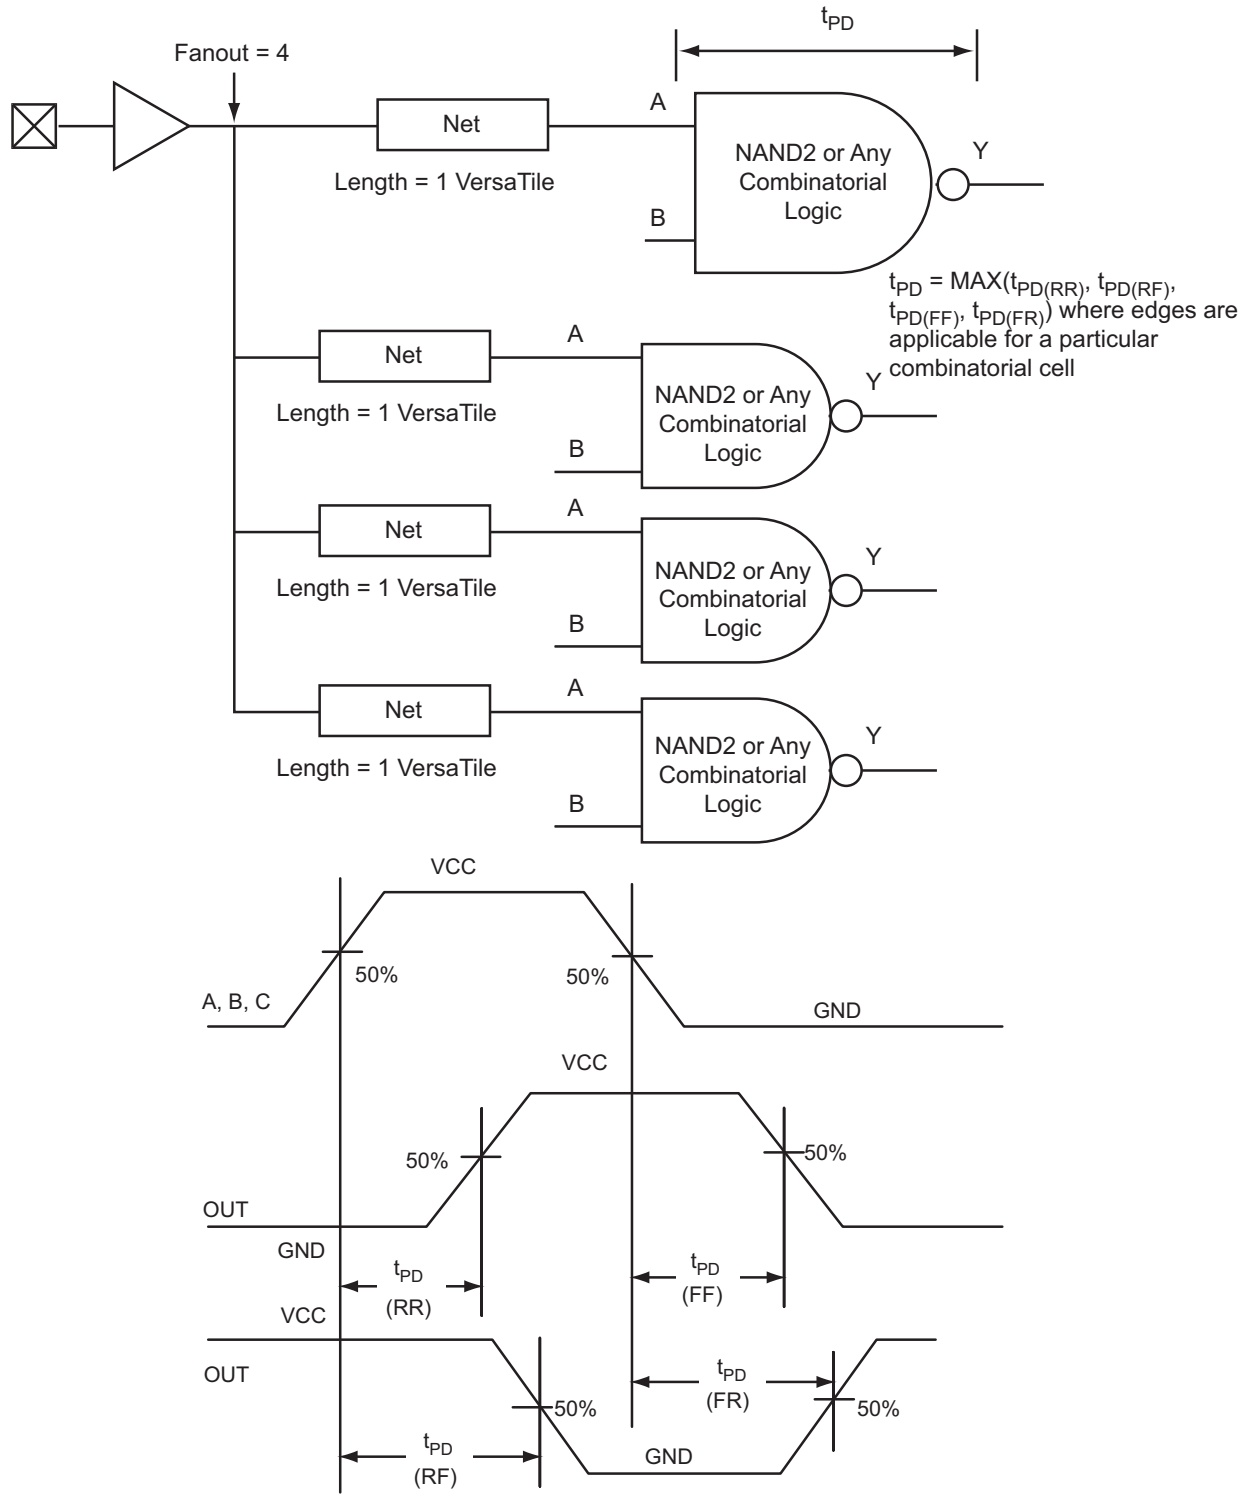 tPD
Fanout = 4
A
Net
NAND2 or Any
Combinatorial
Logic
Y
Length = 1 VersaTile
B
tPD = MAX(tPD(RR), tPD(RF),
tPD(FF), tPD(FR)) where edges are
applicable for a particular
combinatorial cell
A
Net
NAND2 or Any
Combinatorial
Logic
Y
Length = 1 VersaTile
B
A
Net
NAND2 or Any
Combinatorial
Logic
Y
Length = 1 VersaTile
B
A
Net
NAND2 or Any
Combinatorial
Logic
Y
Length = 1 VersaTile
B
VCC
50%
50%
A, B, C
GND
VCC
50%
50%
OUT
GND
tPD
(RR)
tPD
(FF)
VCC
OUT
tPD
(FR)
50%
50%
tPD
(RF)
GND